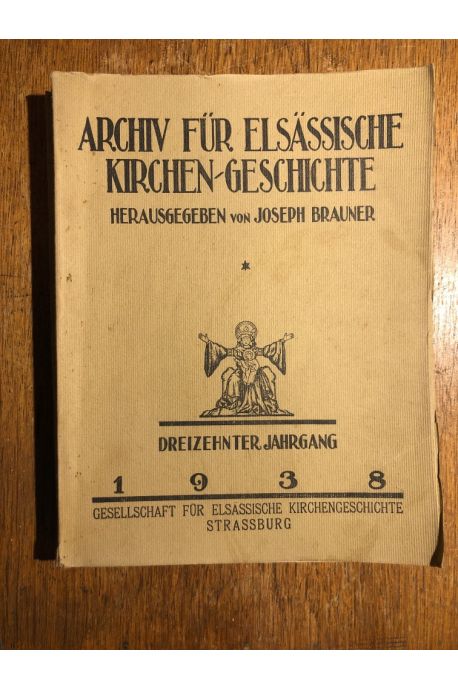 ARCHIV FÜR ELSÄSSISCHE
KIRCHEN-GESCHICHTE
HERAUSGEGEBEN VON JOSEPH BRAUNER
DREIZEHNTER JAHRGANG
1 9 3 8
GESELLSCHAFT FÜR ELSÄSSISCHE KIRCHENGESCHICHTE
STRASSBURG